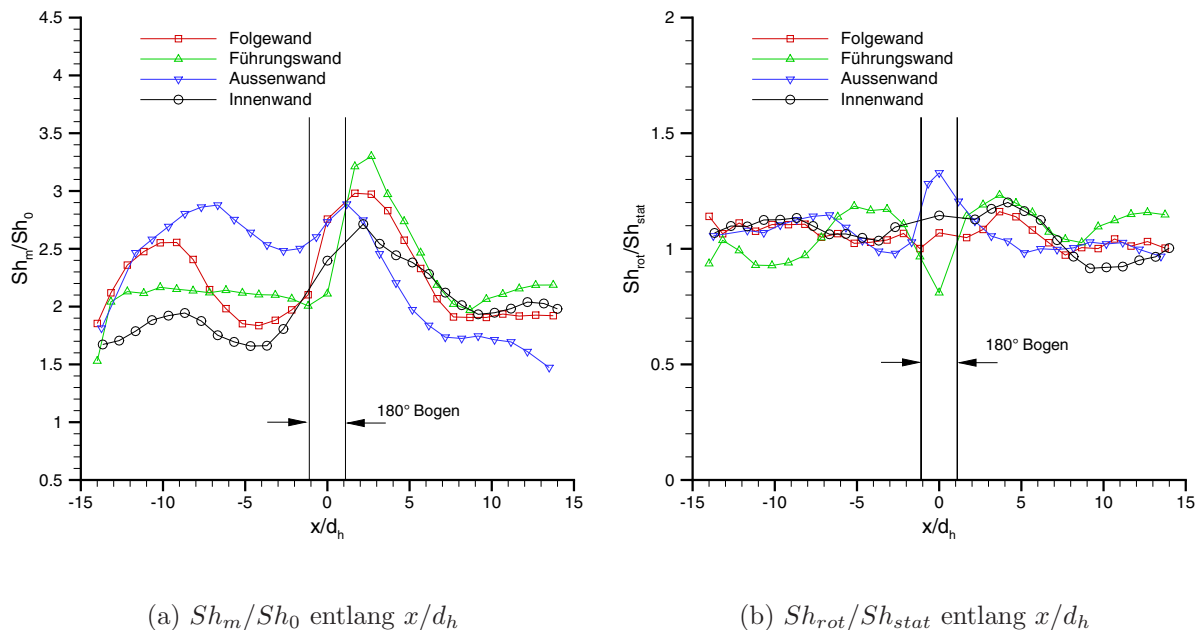 4.5
4
3.5
3
2.5
2
1.5
1
0.5
Sh_m/Sh_0
-15
-10
-5
0
5
10
15
x/d_h
Folgewand
Führungswand
Aussenwand
Innenwand
180° Bogen
2
1.5
1
0.5
0
Sh_rot/Sh_stat
-15
-10
-5
0
5
10
15
x/d_h
Folgewand
Führungswand
Aussenwand
Innenwand
180° Bogen
(a) Sh_m/Sh_0 entlang x/d_h
(b) Sh_rot/Sh_stat entlang x/d_h